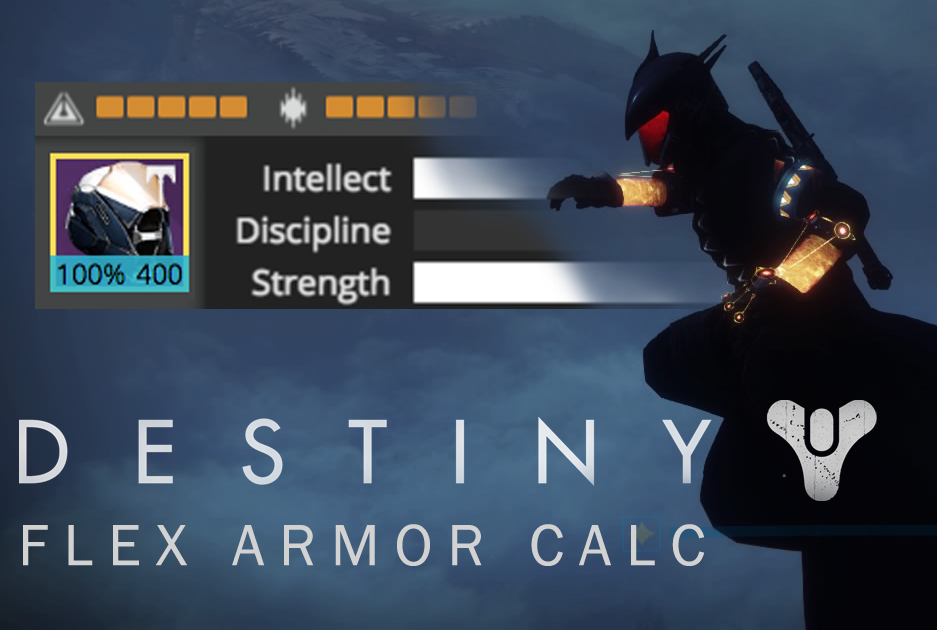 Intellect
Discipline
Strength
100% 400
DESTINY
FLEX ARMOR CALC